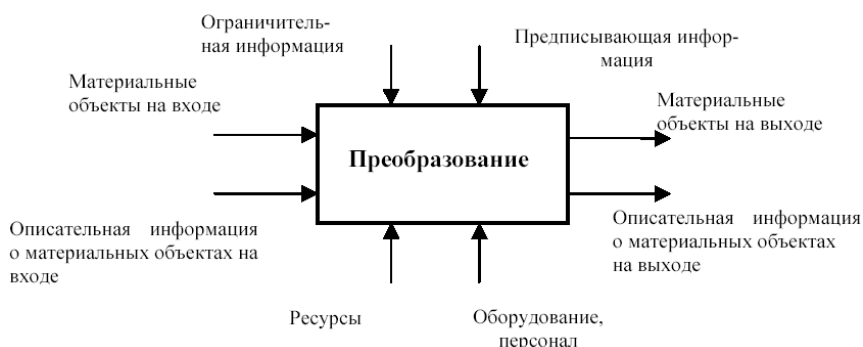 Ограничитель-
ная информация
Предписывающая инфор-
мация
Материальные
объекты на входе
Материальные
объекты на выходе
Преобразование
Описательная информация
о материальных объектах на
входе
Описательная информация
о материальных объектах
на выходе
Ресурсы
Оборудование,
персонал